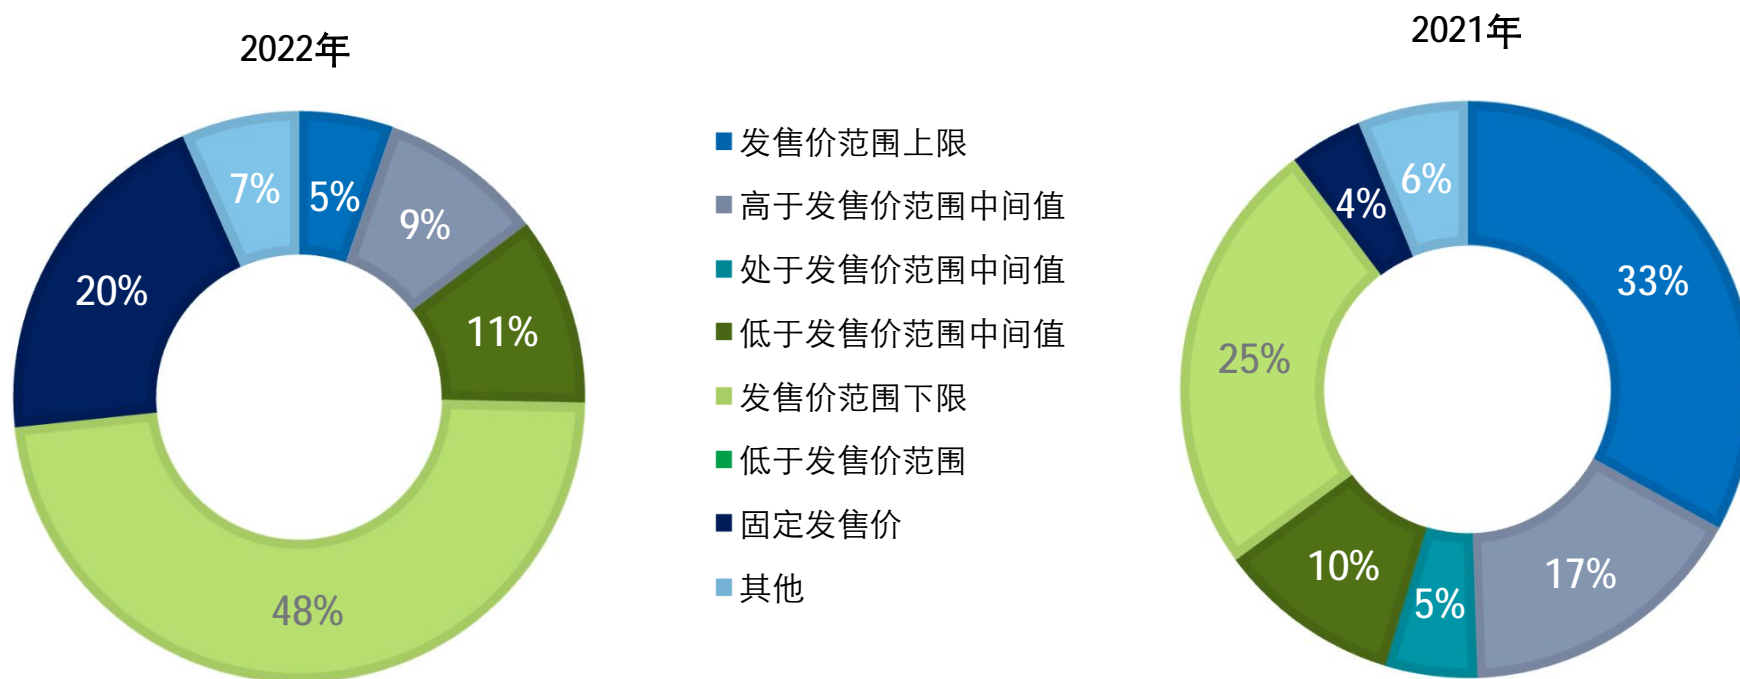 2022年
7%
5%
9%
20%
11%
48%
发售价范围上限
高于发售价范围中间值
处于发售价范围中间值
低于发售价范围中间值
发售价范围下限
低于发售价范围
固定发售价
其他
2021年
6%
4%
33%
25%
10%
5%
17%